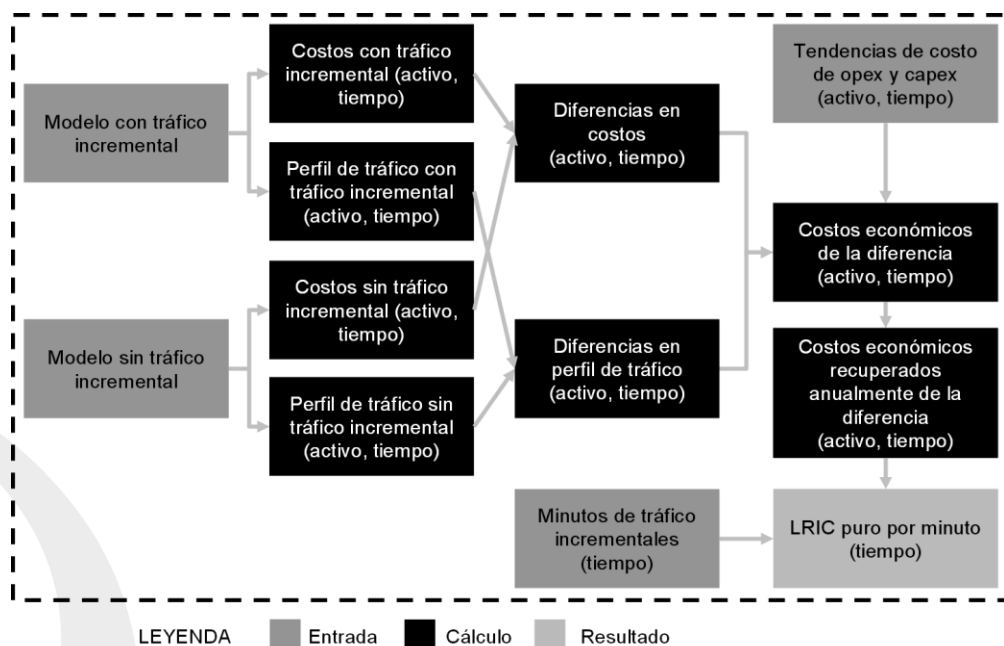 Modelo con tráfico
incremental
Modelo sin tráfico
incremental
Costos con tráfico
incremental (activo,
tiempo)
Perfil de tráfico con
tráfico incremental
(activo, tiempo)
Costos sin tráfico
incremental (activo,
tiempo)
Perfil de tráfico sin
tráfico incremental
(activo, tiempo)
Diferencias en
costos
(activo, tiempo)
Diferencias en
perfil de tráfico
(activo, tiempo)
Minutos de tráfico
incrementales
(tiempo)
Tendencias de costo
de opex y capex
(activo, tiempo)
Costos económicos
de la diferencia
(activo, tiempo)
Costos económicos
recuperados
anualmente de la
diferencia
(activo, tiempo)
LRIC puro por minuto
(tiempo)
LEYENDA Entrada Cálculo Resultado